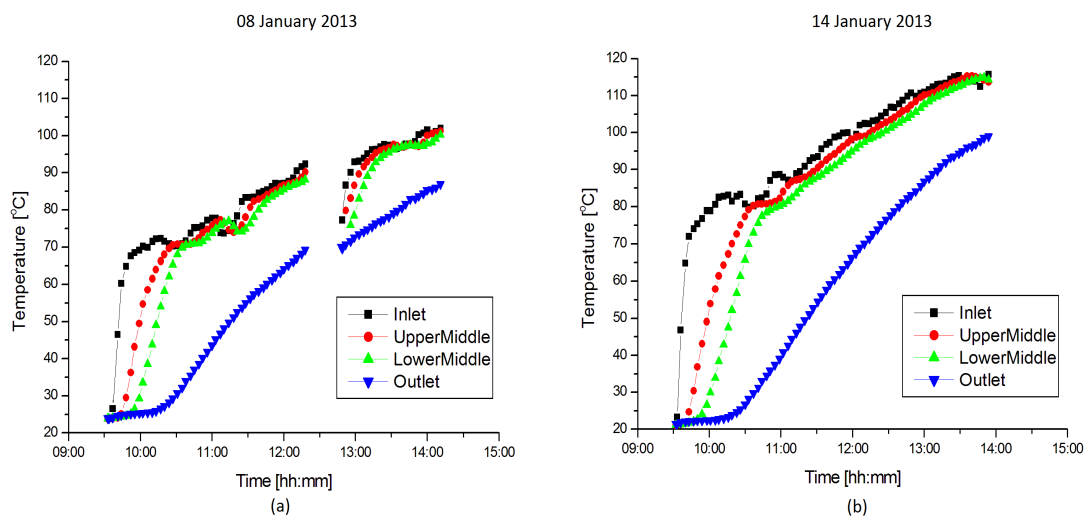 08 January 2013
120
110
100
90
80
70
60
50
40
30
20
Temperature [°C]
Inlet
UpperMiddle
LowerMiddle
Outlet
09:00 10:00 11:00 12:00 13:00 14:00 15:00
Time [hh:mm]
(a)
14 January 2013
120
110
100
90
80
70
60
50
40
30
20
Temperature [°C]
Inlet
UpperMiddle
LowerMiddle
Outlet
09:00 10:00 11:00 12:00 13:00 14:00 15:00
Time [hh:mm]
(b)